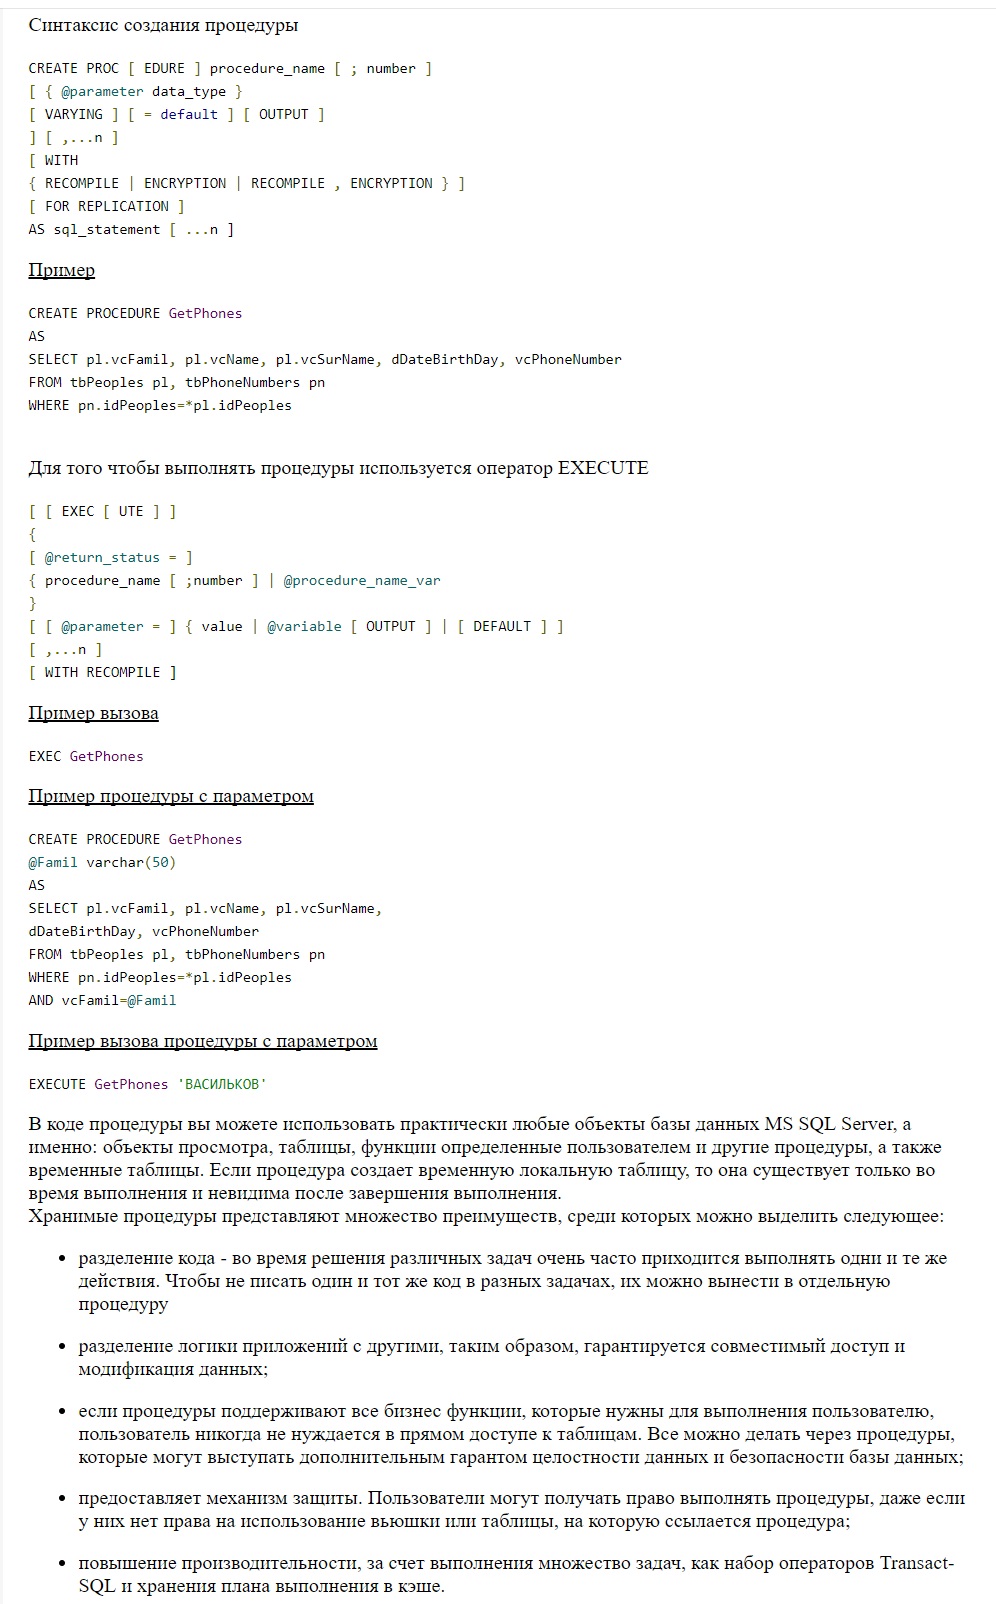 Синтаксис создания процедуры
CREATE PROC [ EDURE ] procedure_name [ ; number ]
[ { @parameter data_type }
[ VARYING ] [ = default ] [ OUTPUT ]
] [ ,...n ]
[ WITH
{ RECOMPILE | ENCRYPTION | RECOMPILE , ENCRYPTION } ]
[ FOR REPLICATION ]
AS sql_statement [ ...n ]
Пример
CREATE PROCEDURE GetPhones
AS
SELECT pl.vcFamil, pl.vcName, pl.vcSurName, dDateBirthDay, vcPhoneNumber
FROM tbPeoples pl, tbPhoneNumbers pn
WHERE pn.idPeoples=*pl.idPeoples
Для того чтобы выполнять процедуры используется оператор EXECUTE
[ [ EXEC [ UTE ] ]
{
[ @return_status = ]
{ procedure_name [ ;number ] | @procedure_name_var
}
[ [ @parameter = ] { value | @variable [ OUTPUT ] | [ DEFAULT ] ]
[ ,...n ]
[ WITH RECOMPILE ]
Пример вызова
EXEC GetPhones
Пример процедуры с параметром
CREATE PROCEDURE GetPhones
@Famil varchar(50)
AS
SELECT pl.vcFamil, pl.vcName, pl.vcSurName,
dDateBirthDay, vcPhoneNumber
FROM tbPeoples pl, tbPhoneNumbers pn
WHERE pn.idPeoples=*pl.idPeoples
AND vcFamil=@Famil
Пример вызова процедуры с параметром
EXECUTE GetPhones 'ВАСИЛЬКОВ'
В коде процедуры вы можете использовать практически любые объекты базы данных MS SQL Server, а
именно: объекты просмотра, таблицы, функции определенные пользователем и другие процедуры, а также
временные таблицы. Если процедура создает временную локальную таблицу, то она существует только во
время выполнения и невидима после завершения выполнения.
Хранимые процедуры представляют множество преимуществ, среди которых можно выделить следующее:
• разделение кода - во время решения различных задач очень часто приходится выполнять одни и те же
действия. Чтобы не писать один и тот же код в разных задачах, их можно вынести в отдельную
процедуру
• разделение логики приложений с другими, таким образом, гарантируется совместимый доступ и
модификация данных;
• если процедуры поддерживают все бизнес функции, которые нужны для выполнения пользователю,
пользователь никогда не нуждается в прямом доступе к таблицам. Все можно делать через процедуры,
которые могут выступать дополнительным гарантом целостности данных и безопасности базы данных;
• предоставляет механизм защиты. Пользователи могут получать право выполнять процедуры, даже если
у них нет права на использование вьюшки или таблицы, на которую ссылается процедура;
• повышение производительности, за счет выполнения множество задач, как набор операторов Transact-
SQL и хранения плана выполнения в кэше.